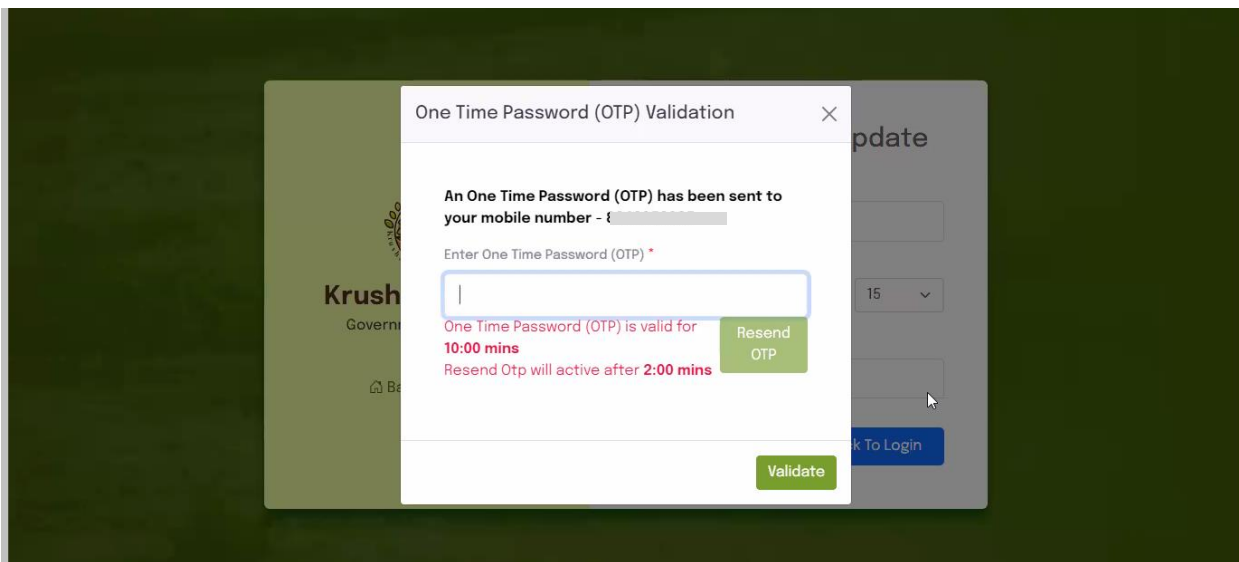 One Time Password (OTP) Validation
pdate
An One Time Password (OTP) has been sent to
your mobile number -
Enter One Time Password (OTP) *
15
Krush
Governm
One Time Password (OTP) is valid for
10:00 mins
Resend Otp will active after 2:00 mins
Resend
OTP
Ba
k To Login
Validate